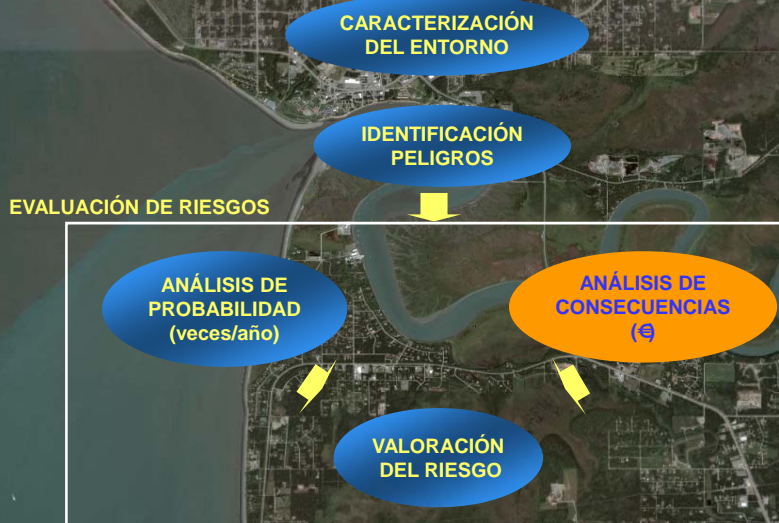 CARACTERIZACIÓN
DEL ENTORNO
IDENTIFICACIÓN
PELIGROS
EVALUACIÓN DE RIESGOS
ANÁLISIS DE
PROBABILIDAD
(veces/año)
ANÁLISIS DE
CONSECUENCIAS
(€)
VALORACIÓN
DEL RIESGO